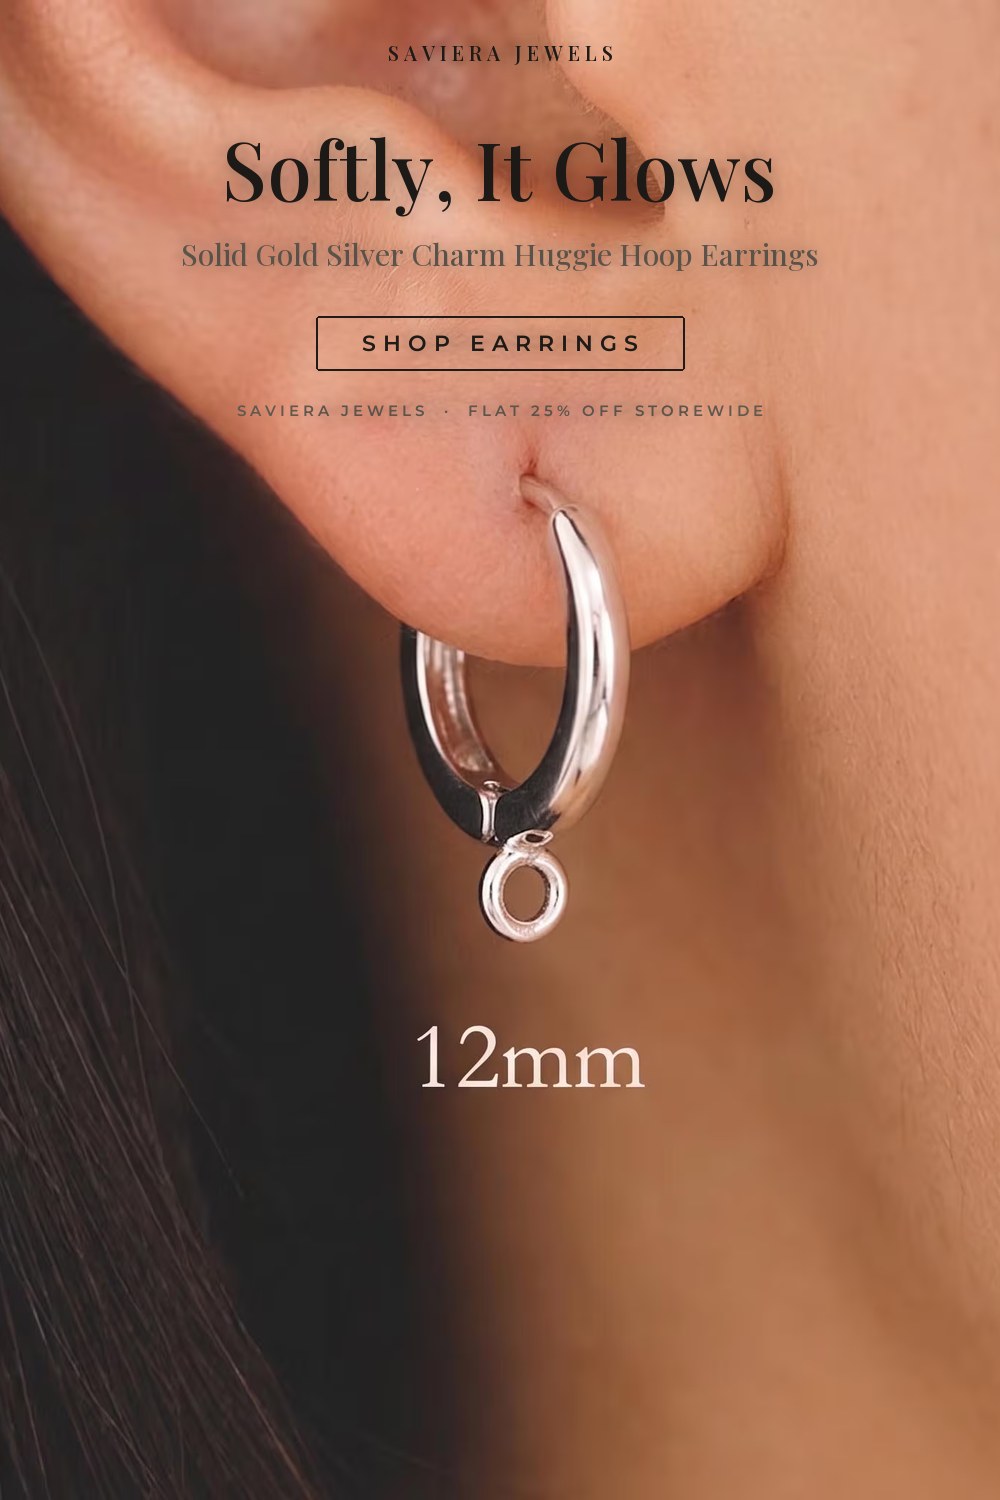 SAVIERA JEWELS
Softly, It Glows
Solid Gold Silver Charm Huggie Hoop Earrings
SHOP EARRINGS
SAVIERA JEWELS · FLAT 25% OFF STOREWIDE
12mm